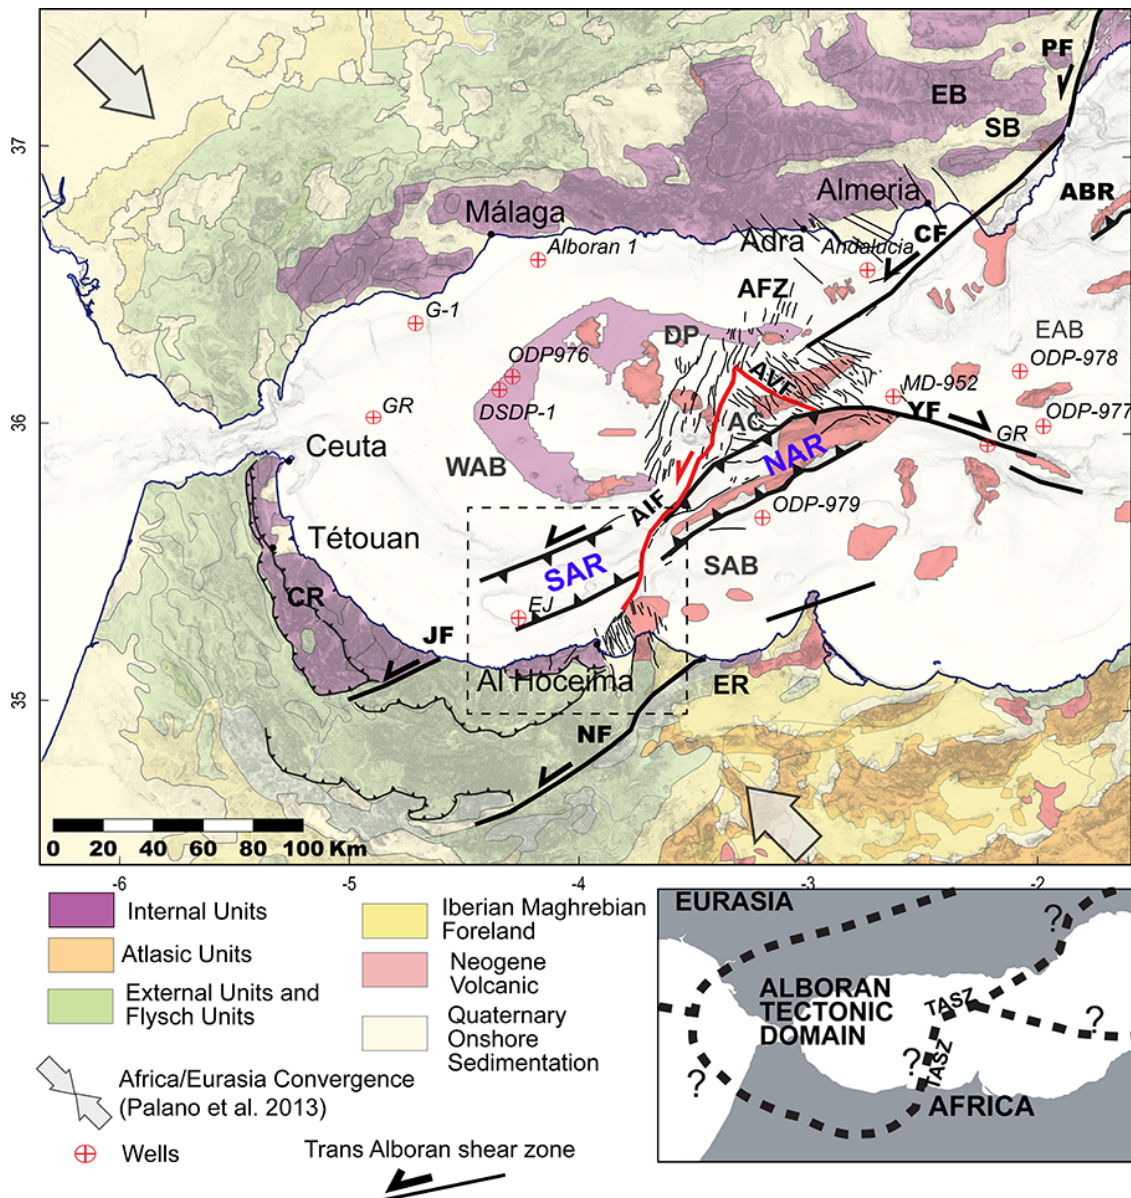 PF
EB
SB
37
Almeria
ABR
Málaga
CF
Adra
Andalucia
Alboran 1
AFZ
G-1
DP
EAB
ODP976
ODP-978
AVF
MD-952
DSDP-1
YF
ODP-977
GR
AC
GR
36
NAR
Ceuta
WAB
AIF
ODP-979
Tétouan
SAR
SAB
EJ
CR
JF
Al Hoceima
ER
35
NF
0 20 40 60 80 100 Km
-6 -5 -4 -3 -2
Internal Units
Atlasic Units
External Units and
Flysch Units
Africa/Eurasia Convergence
(Palano et al. 2013)
Wells
Iberian Maghrebian
Foreland
Neogene
Volcanic
Quaternary
Onshore
Sedimentation
Trans Alboran shear zone
EURASIA
?
ALBORAN
TECTONIC
DOMAIN
TASZ
?
?
TASZ
?
AFRICA